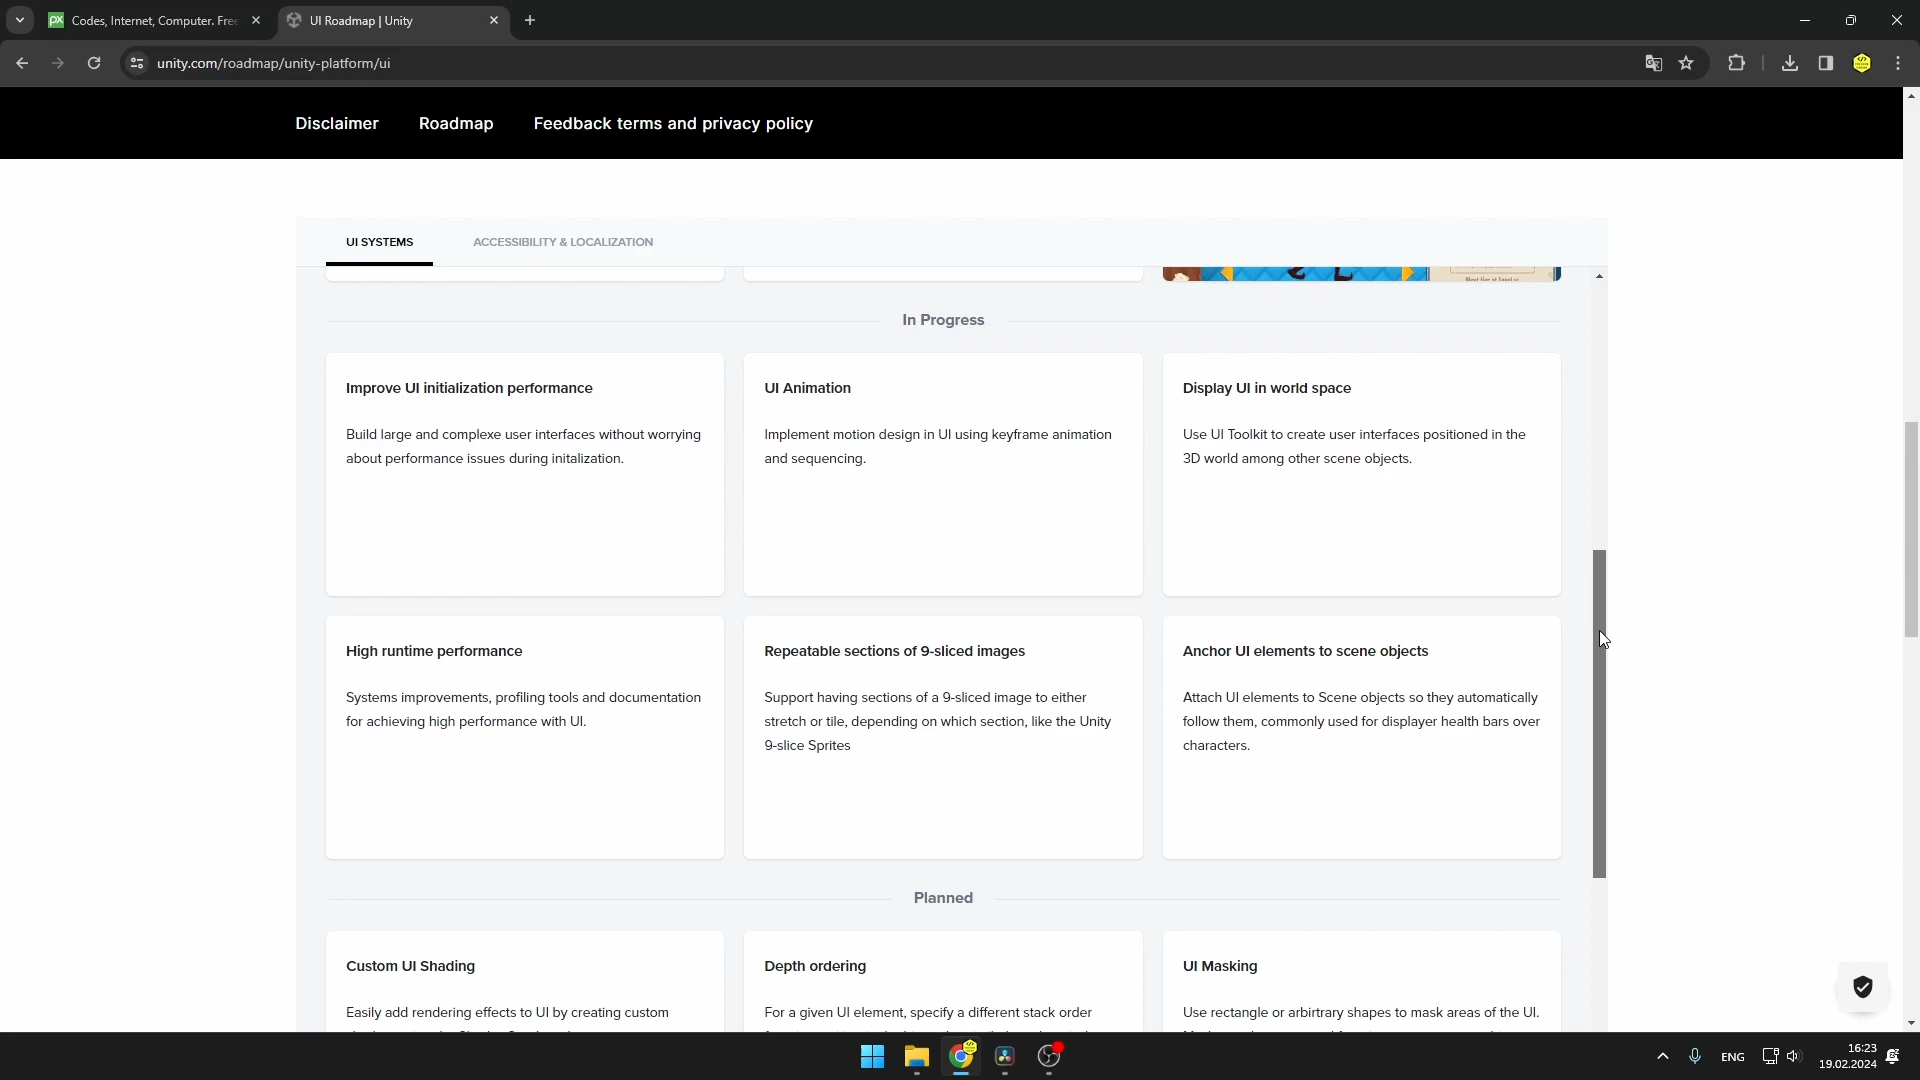 Codes, Internet, Computer. Free
UI Roadmap | Unity
unity.com/roadmap/unity-platform/ui
Disclaimer
Roadmap
Feedback terms and privacy policy
UI SYSTEMS
ACCESSIBILITY & LOCALIZATION
In Progress
Improve UI initialization performance
Build large and complexe user interfaces without worrying
about performance issues during initalization.
UI Animation
Implement motion design in UI using keyframe animation
and sequencing.
Display UI in world space
Use UI Toolkit to create user interfaces positioned in the
3D world among other scene objects.
High runtime performance
Systems improvements, profiling tools and documentation
for achieving high performance with UI.
Repeatable sections of 9-sliced images
Support having sections of a 9-sliced image to either
stretch or tile, depending on which section, like the Unity
9-slice Sprites
Anchor UI elements to scene objects
Attach UI elements to Scene objects so they automatically
follow them, commonly used for displayer health bars over
characters.
Planned
Custom UI Shading
Easily add rendering effects to UI by creating custom
Depth ordering
For a given UI element, specify a different stack order
UI Masking
Use rectangle or arbirtrary shapes to mask areas of the UI.
ENG
16:23
19.02.2024